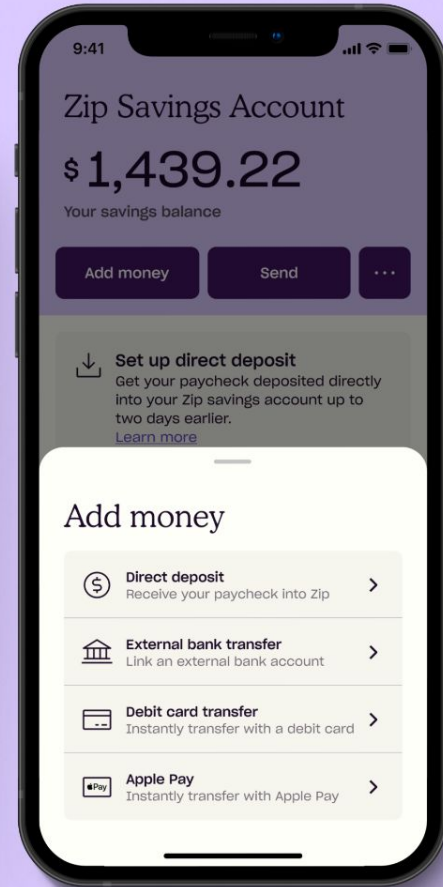 9:41
Zip Savings Account
$1,439.22
Your savings balance
Add money
Send
Set up direct deposit
Get your paycheck deposited directly
into your Zip savings account up to
two days earlier.
Learn more
Add money
Direct deposit
Receive your paycheck into Zip
External bank transfer
Link an external bank account
Debit card transfer
Instantly transfer with a debit card
Pay
Apple Pay
Instantly transfer with Apple Pay